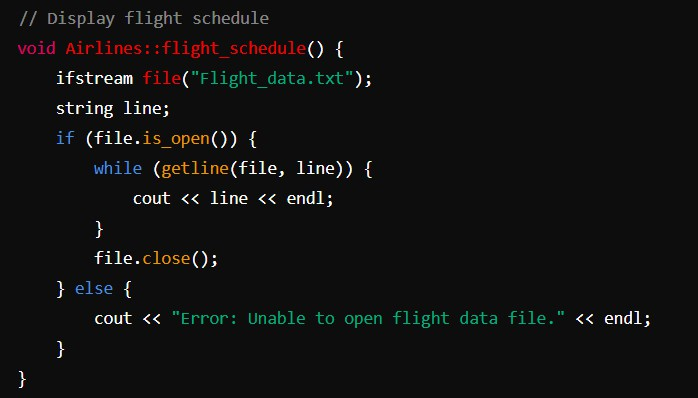 // Display flight schedule
void Airlines::flight_schedule() {
    ifstream file("Flight_data.txt");
    string line;
    if (file.is_open()) {
        while (getline(file, line)) {
            cout << line << endl;
        }
        file.close();
    } else {
        cout << "Error: Unable to open flight data file." << endl;
    }
}